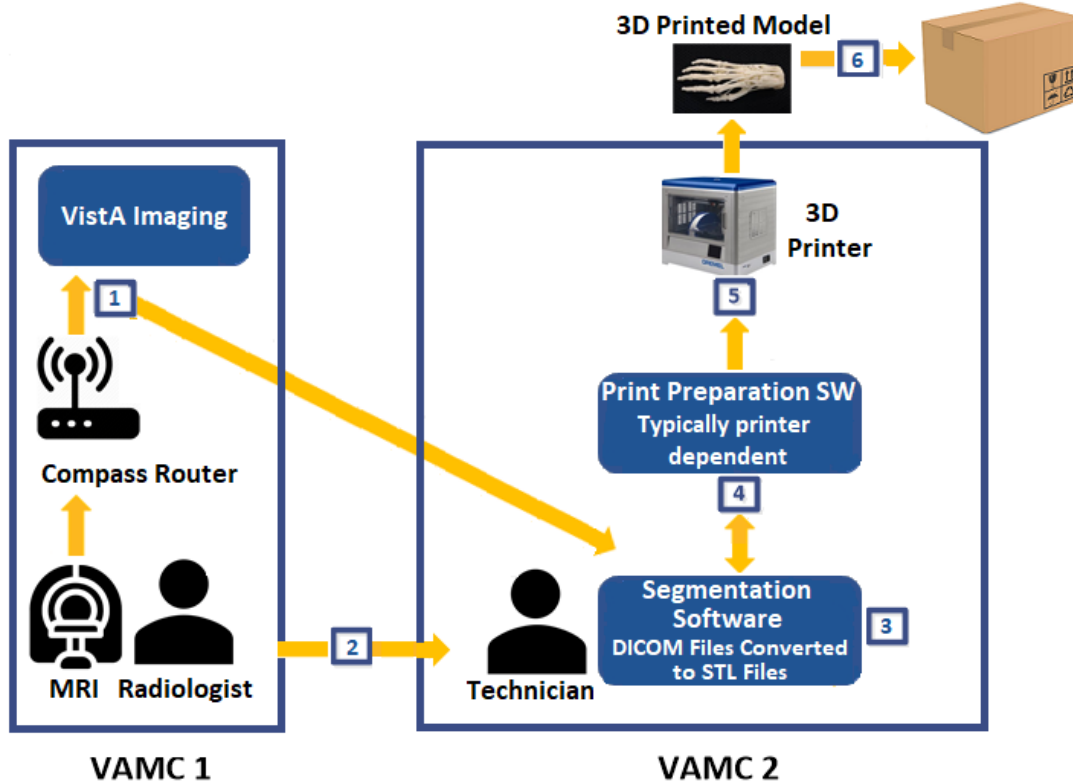 3D Printed Model
6
VistA Imaging
1
Compass Router
MRI
Radiologist
VAMC 1
2
3D
Printer
5
Print Preparation SW
Typically printer
dependent
4
Segmentation
Software
DICOM Files Converted
to STL Files
3
Technician
VAMC 2